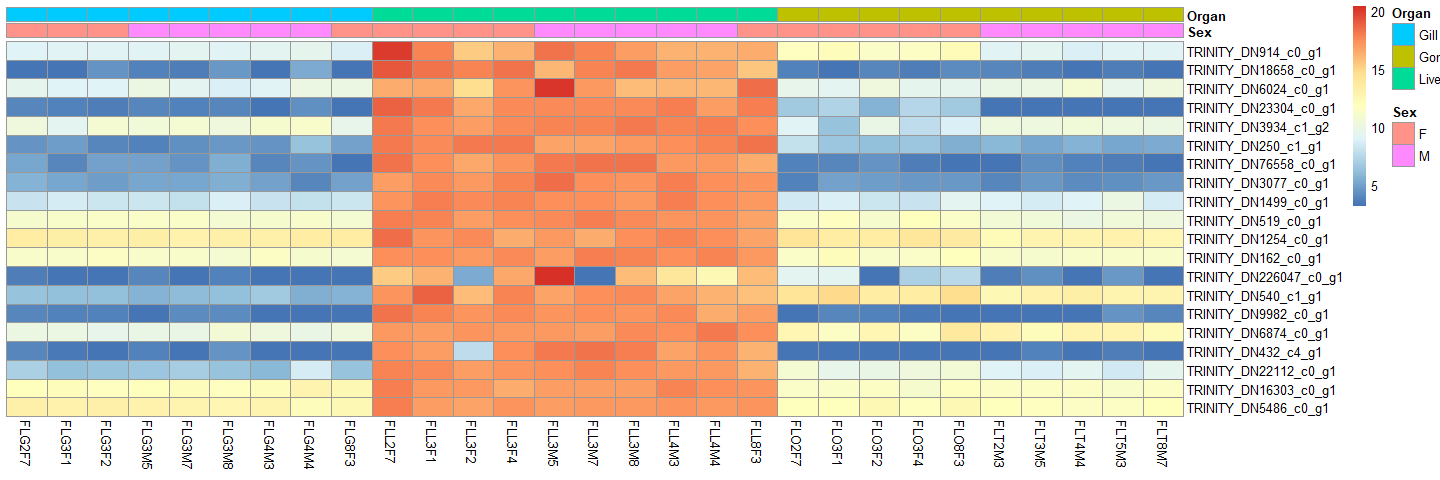 Organ
Sex
TRINITY_DN914_c0_g1
TRINITY_DN18658_c0_g1
TRINITY_DN6024_c0_g1
TRINITY_DN23304_c0_g1
TRINITY_DN3934_c1_g2
TRINITY_DN250_c1_g1
TRINITY_DN76558_c0_g1
TRINITY_DN3077_c0_g1
TRINITY_DN1499_c0_g1
TRINITY_DN519_c0_g1
TRINITY_DN1254_c0_g1
TRINITY_DN162_c0_g1
TRINITY_DN226047_c0_g1
TRINITY_DN540_c1_g1
TRINITY_DN9982_c0_g1
TRINITY_DN6874_c0_g1
TRINITY_DN432_c4_g1
TRINITY_DN22112_c0_g1
TRINITY_DN16303_c0_g1
TRINITY_DN5486_c0_g1
FLG2F7
FLG3F1
FLG3F2
FLG3M5
FLG3M7
FLG3M8
FLG4M3
FLG4M4
FLG8F3
FLL2F7
FLL3F1
FLL3F2
FLL3F4
FLL3M5
FLL3M7
FLL3M8
FLL4M3
FLL4M4
FLL8F3
FLO2F7
FLO3F1
FLO3F2
FLO3F4
FLO8F3
FLT2M3
FLT3M5
FLT4M4
FLT5M3
FLT8M7
20
15
10
5
Organ
Gill
Gor
Live
Sex
F
M